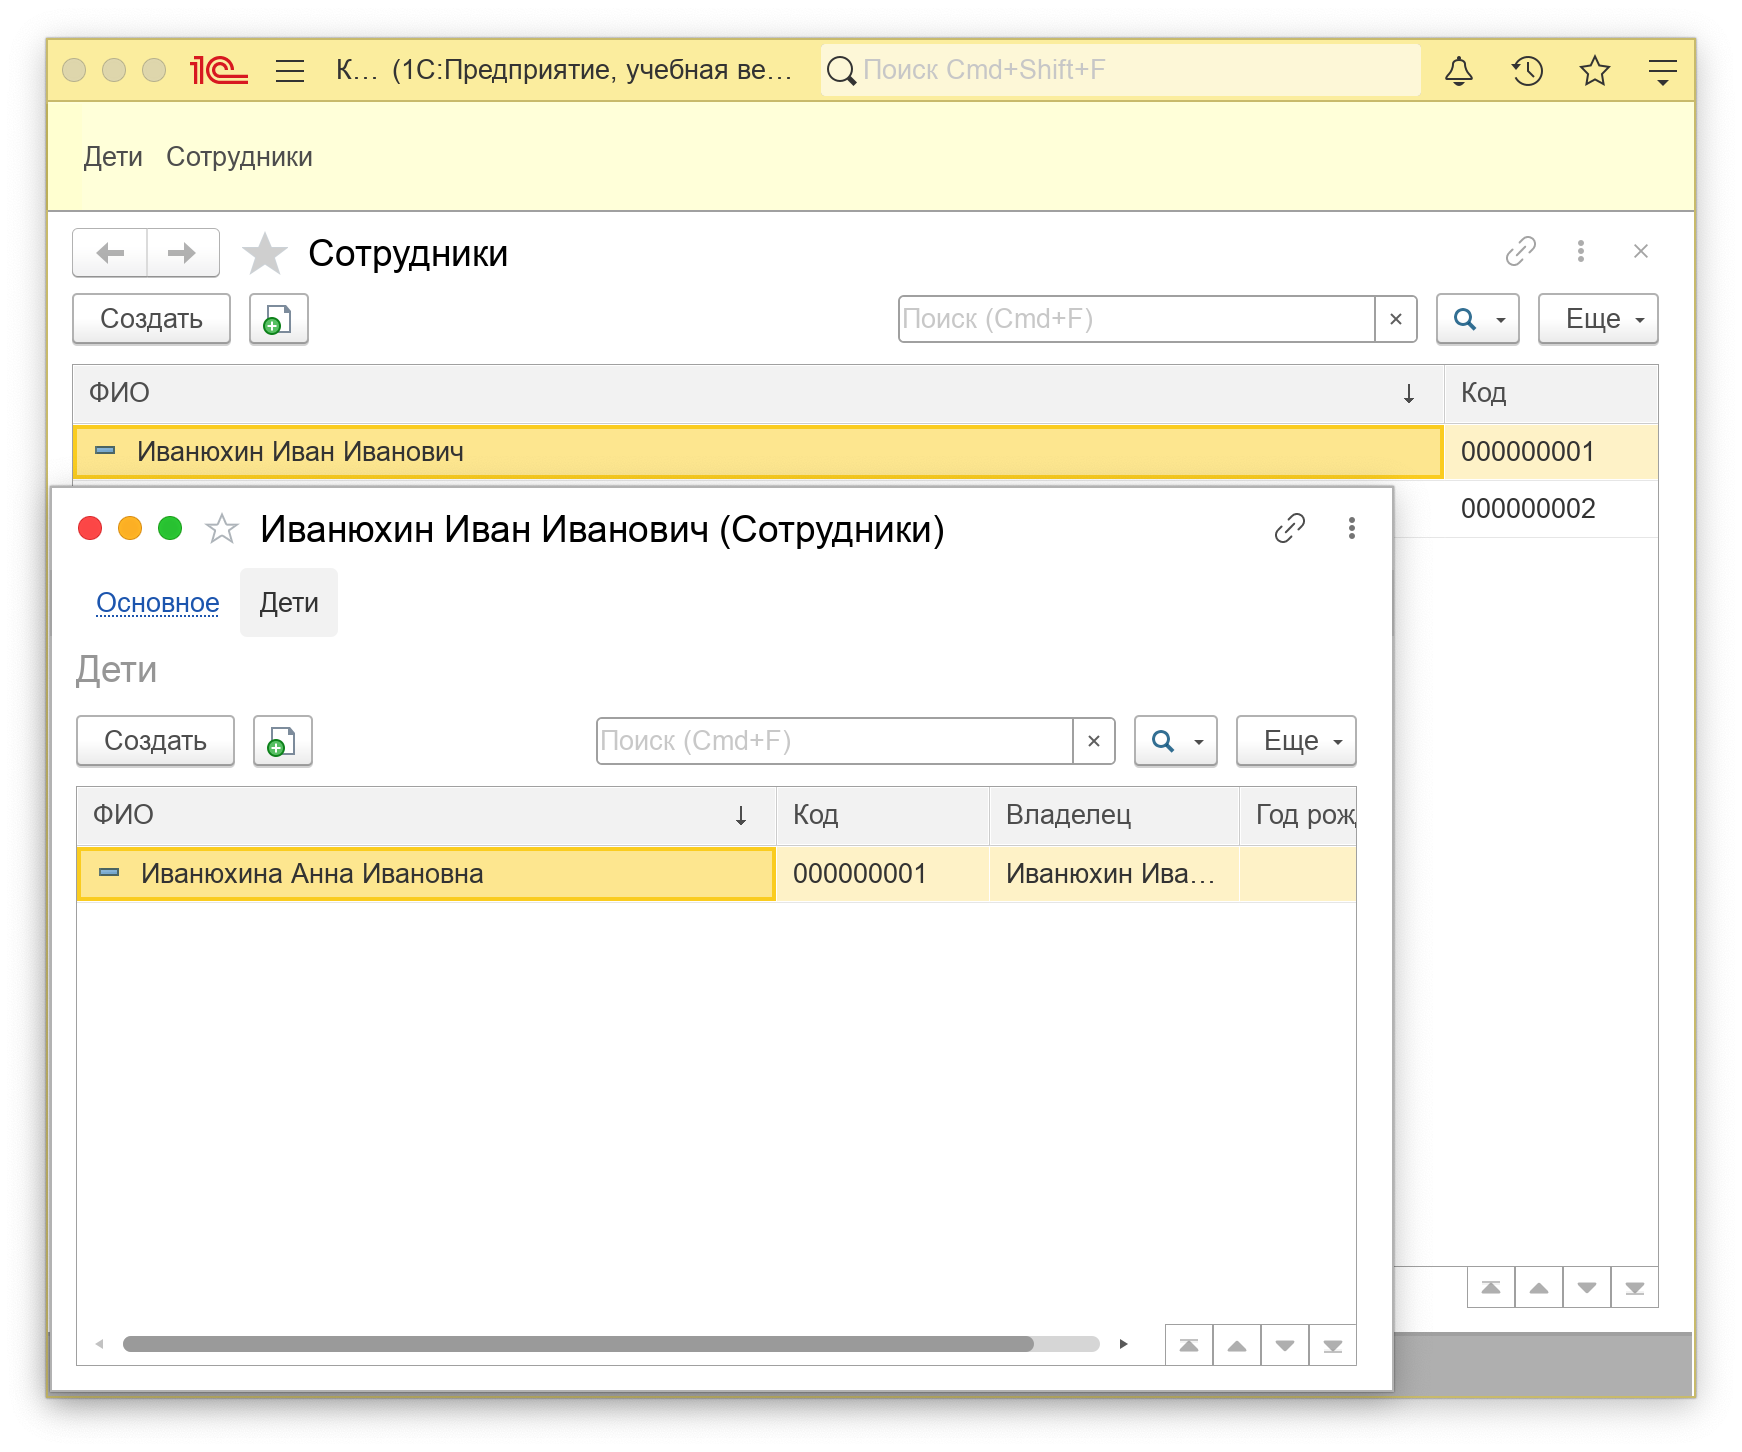 1С К... (1С:Предприятие, учебная ве... Поиск Cmd+Shift+F
Дети Сотрудники
Сотрудники
Создать Поиск (Cmd+F) × Еще
ФИО ↓ Код
Иванюхин Иван Иванович 000000001
000000002
Иванюхин Иван Иванович (Сотрудники)
Основное Дети
Дети
Создать Поиск (Cmd+F) × Еще
ФИО ↓ Код Владелец Год рож
Иванюхина Анна Ивановна 000000001 Иванюхин Ива...